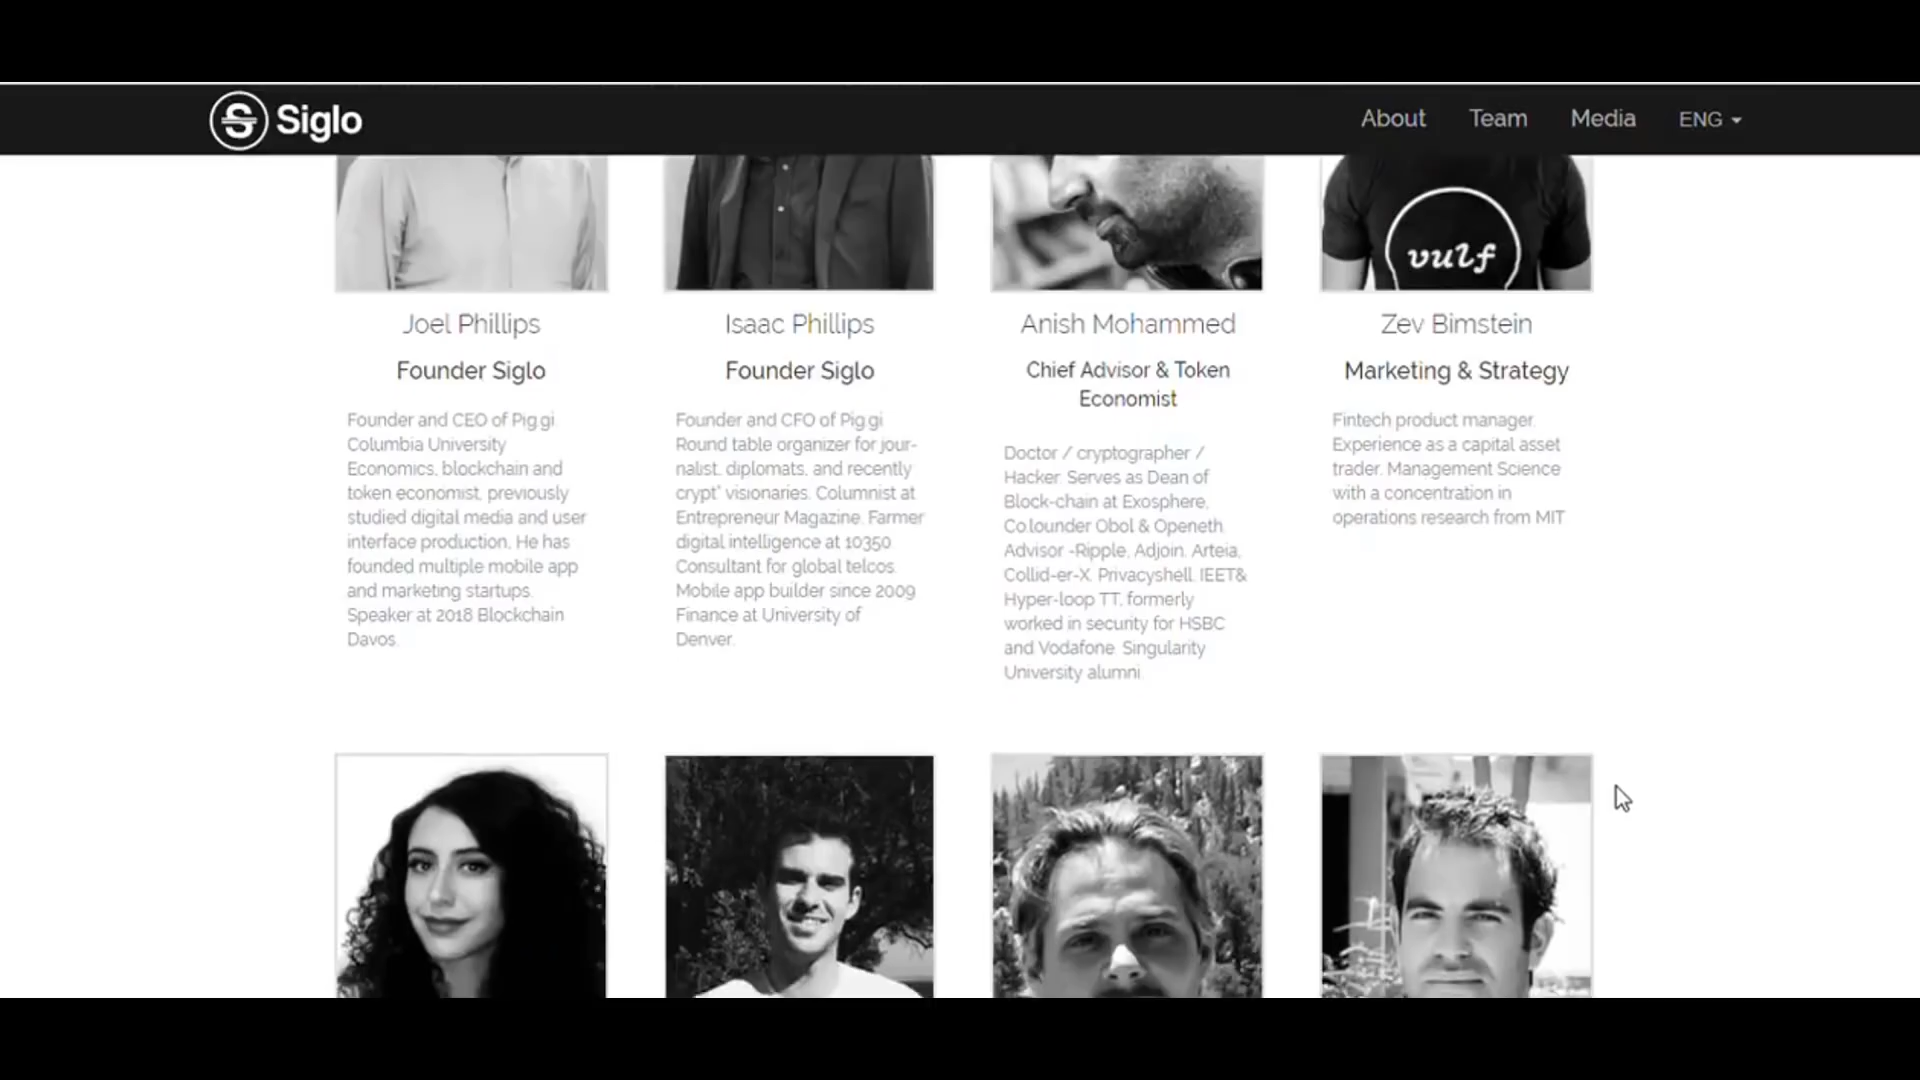 Siglo
About Team Media ENG
vulf
Joel Phillips
Founder Siglo
Founder and CEO of Pig.gi
Columbia University
Economics, blockchain and
token economist, previously
studied digital media and user
interface production, He has
founded multiple mobile app
and marketing startups.
Speaker at 2018 Blockchain
Davos.
Isaac Phillips
Founder Siglo
Founder and CFO of Pig.gi
Round table organizer for jour-
nalist, diplomats, and recently
crypt° visionaries. Columnist at
Entrepreneur Magazine. Farmer
digital intelligence at 10350
Consultant for global telcos.
Mobile app builder since 2009
Finance at University of
Denver.
Anish Mohammed
Chief Advisor & Token
Economist
Doctor / cryptographer /
Hacker. Serves as Dean of
Block-chain at Exosphere,
Co.lounder Obol & Openeth.
Advisor -Ripple, Adjoin. Arteia,
Collid-er-X. Privacyshell. IEET&
Hyper-loop TT, formerly
worked in security for HSBC
and Vodafone. Singularity
University alumni.
Zev Bimstein
Marketing & Strategy
Fintech product manager.
Experience as a capital asset
trader. Management Science
with a concentration in
operations research from MIT